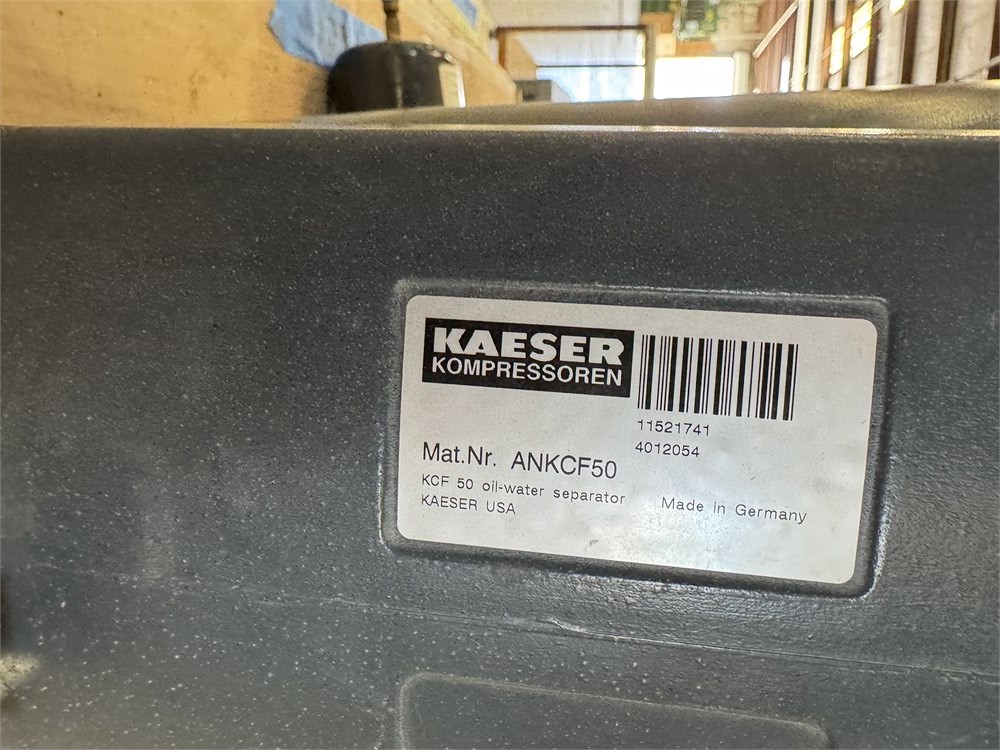 KAESER
KOMPRESSOREN
11521741
4012054
Mat.Nr. ANKCF50
KCF 50 oil-water separator
KAESER USA
Made in Germany